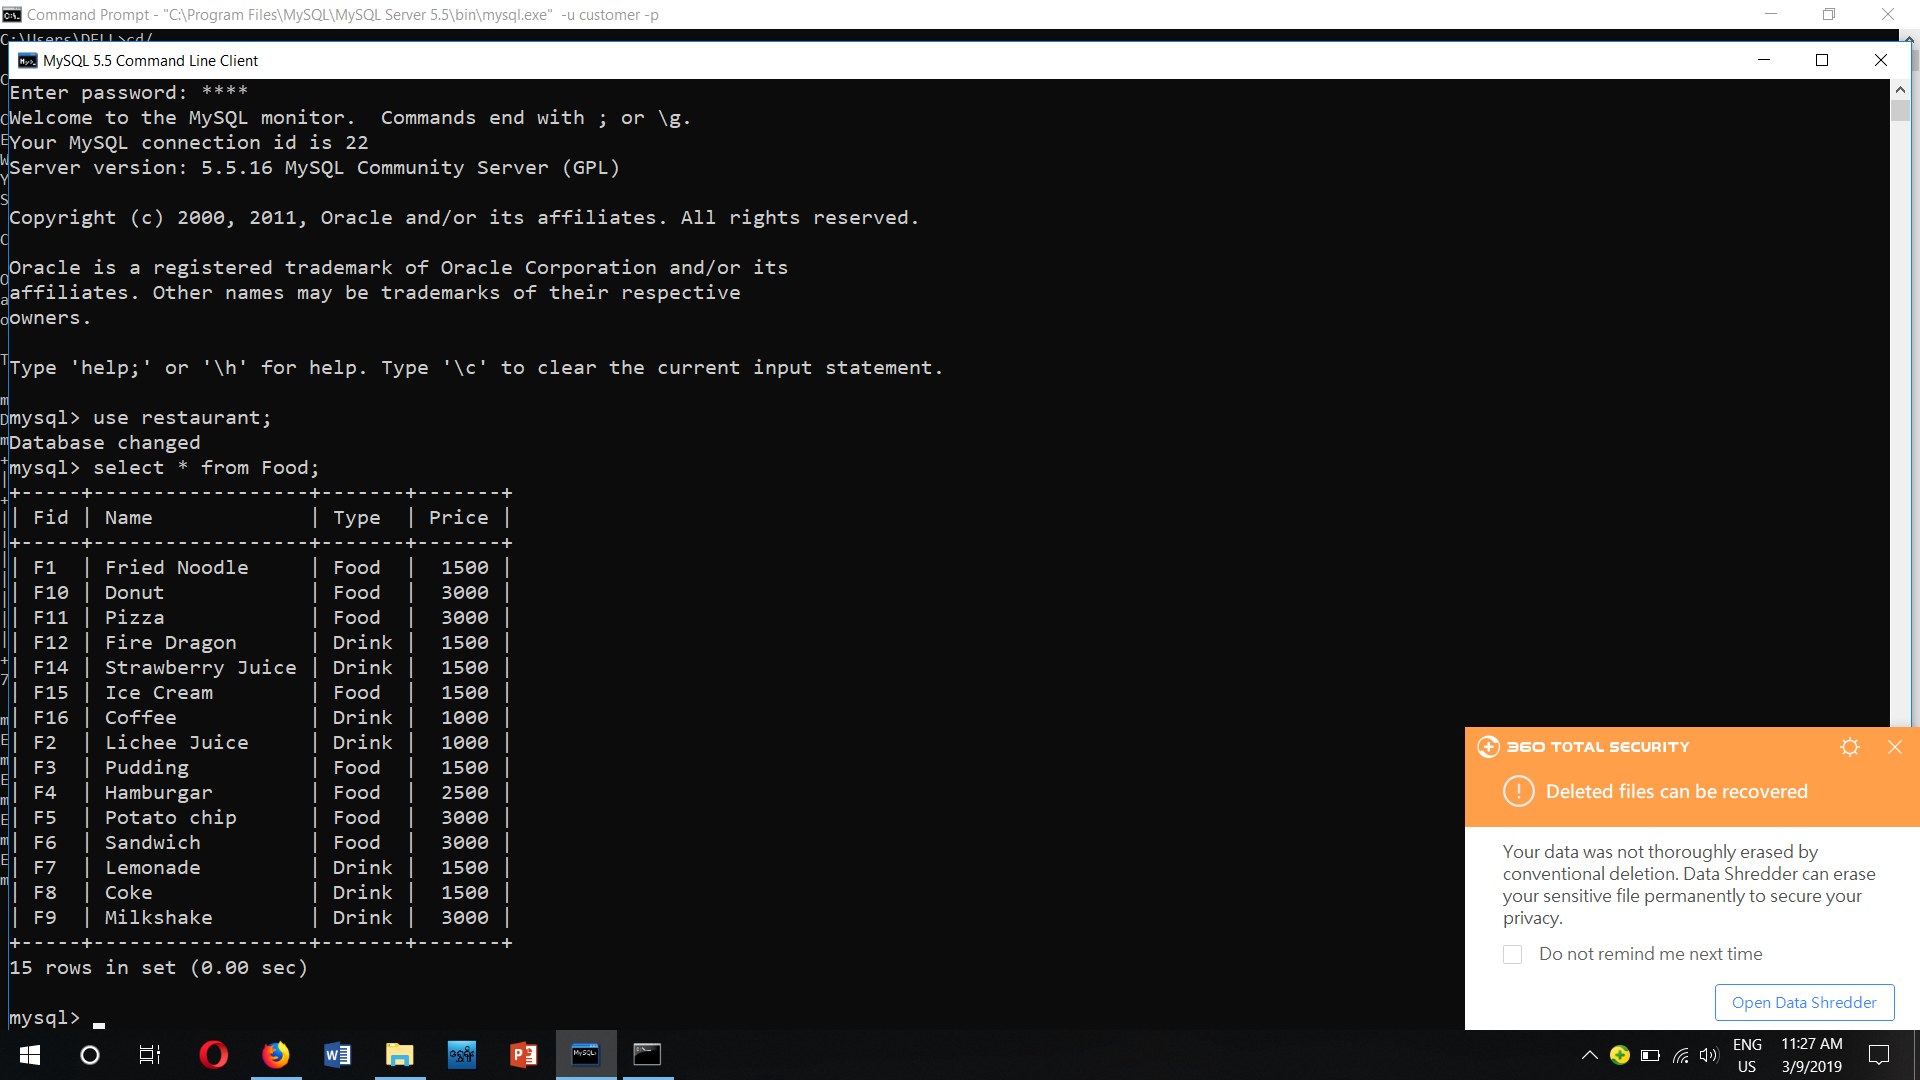 Command Prompt - "C:\Program Files\MySQL\MySQL Server 5.5\bin\mysql.exe"  -u customer -p
C:\Users\DELL>cd/
MySQL 5.5 Command Line Client
Enter password: ****
Welcome to the MySQL monitor.  Commands end with ; or \g.
Your MySQL connection id is 22
Server version: 5.5.16 MySQL Community Server (GPL)
Copyright (c) 2000, 2011, Oracle and/or its affiliates. All rights reserved.
Oracle is a registered trademark of Oracle Corporation and/or its
affiliates. Other names may be trademarks of their respective
owners.
Type 'help;' or '\h' for help. Type '\c' to clear the current input statement.
mysql> use restaurant;
Database changed
mysql> select * from Food;
+-----+------------------+-------+-------+
| Fid | Name             | Type  | Price |
+-----+------------------+-------+-------+
| F1  | Fried Noodle     | Food  |  1500 |
| F10 | Donut            | Food  |  3000 |
| F11 | Pizza            | Food  |  3000 |
| F12 | Fire Dragon      | Drink |  1500 |
| F14 | Strawberry Juice | Drink |  1500 |
| F15 | Ice Cream        | Food  |  1500 |
| F16 | Coffee           | Drink |  1000 |
| F2  | Lichee Juice     | Drink |  1000 |
| F3  | Pudding          | Food  |  1500 |
| F4  | Hamburgar        | Food  |  2500 |
| F5  | Potato chip      | Food  |  3000 |
| F6  | Sandwich         | Food  |  3000 |
| F7  | Lemonade         | Drink |  1500 |
| F8  | Coke             | Drink |  1500 |
| F9  | Milkshake        | Drink |  3000 |
+-----+------------------+-------+-------+
15 rows in set (0.00 sec)
mysql>
360 TOTAL SECURITY
Deleted files can be recovered
Your data was not thoroughly erased by
conventional deletion. Data Shredder can erase
your sensitive file permanently to secure your
privacy.
Do not remind me next time
Open Data Shredder
ENG
US
11:27 AM
3/9/2019